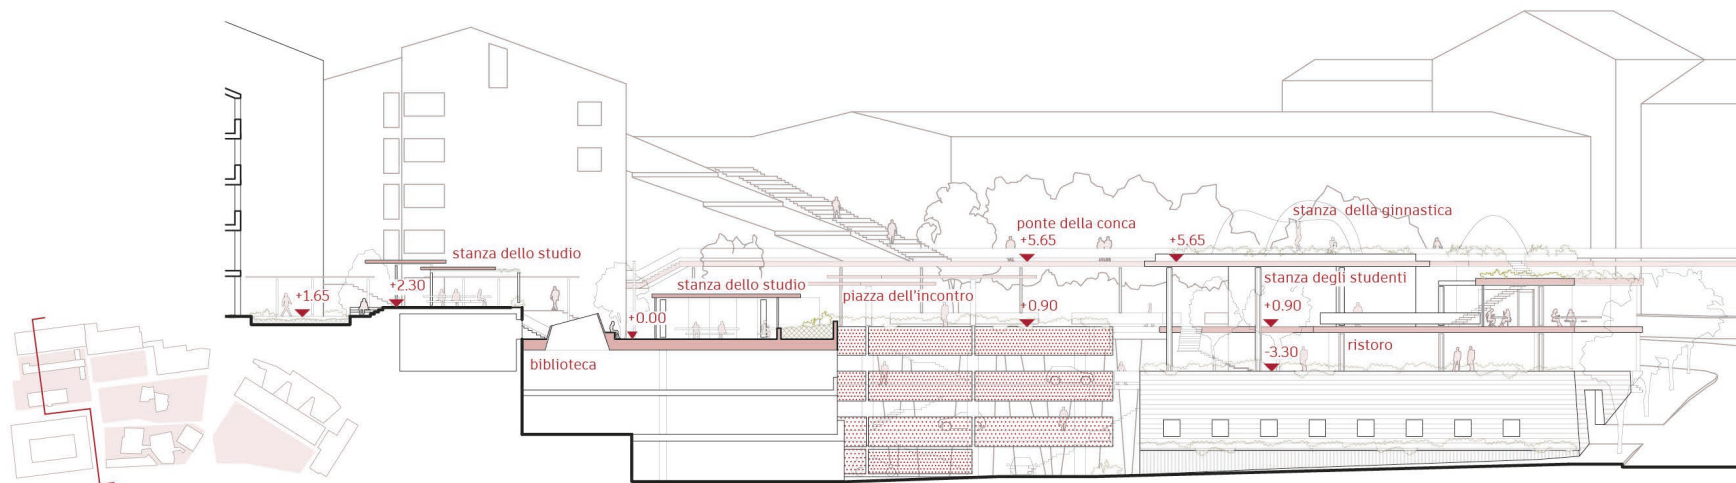 stanza dello studio
+1.65
+2.30
stanza dello studio
+0.00
biblioteca
piazza dell'incontro
ponte della conca
+5.65
+0.90
+5.65
stanza della ginnastica
stanza degli studenti
+0.90
ristoro
-3.30